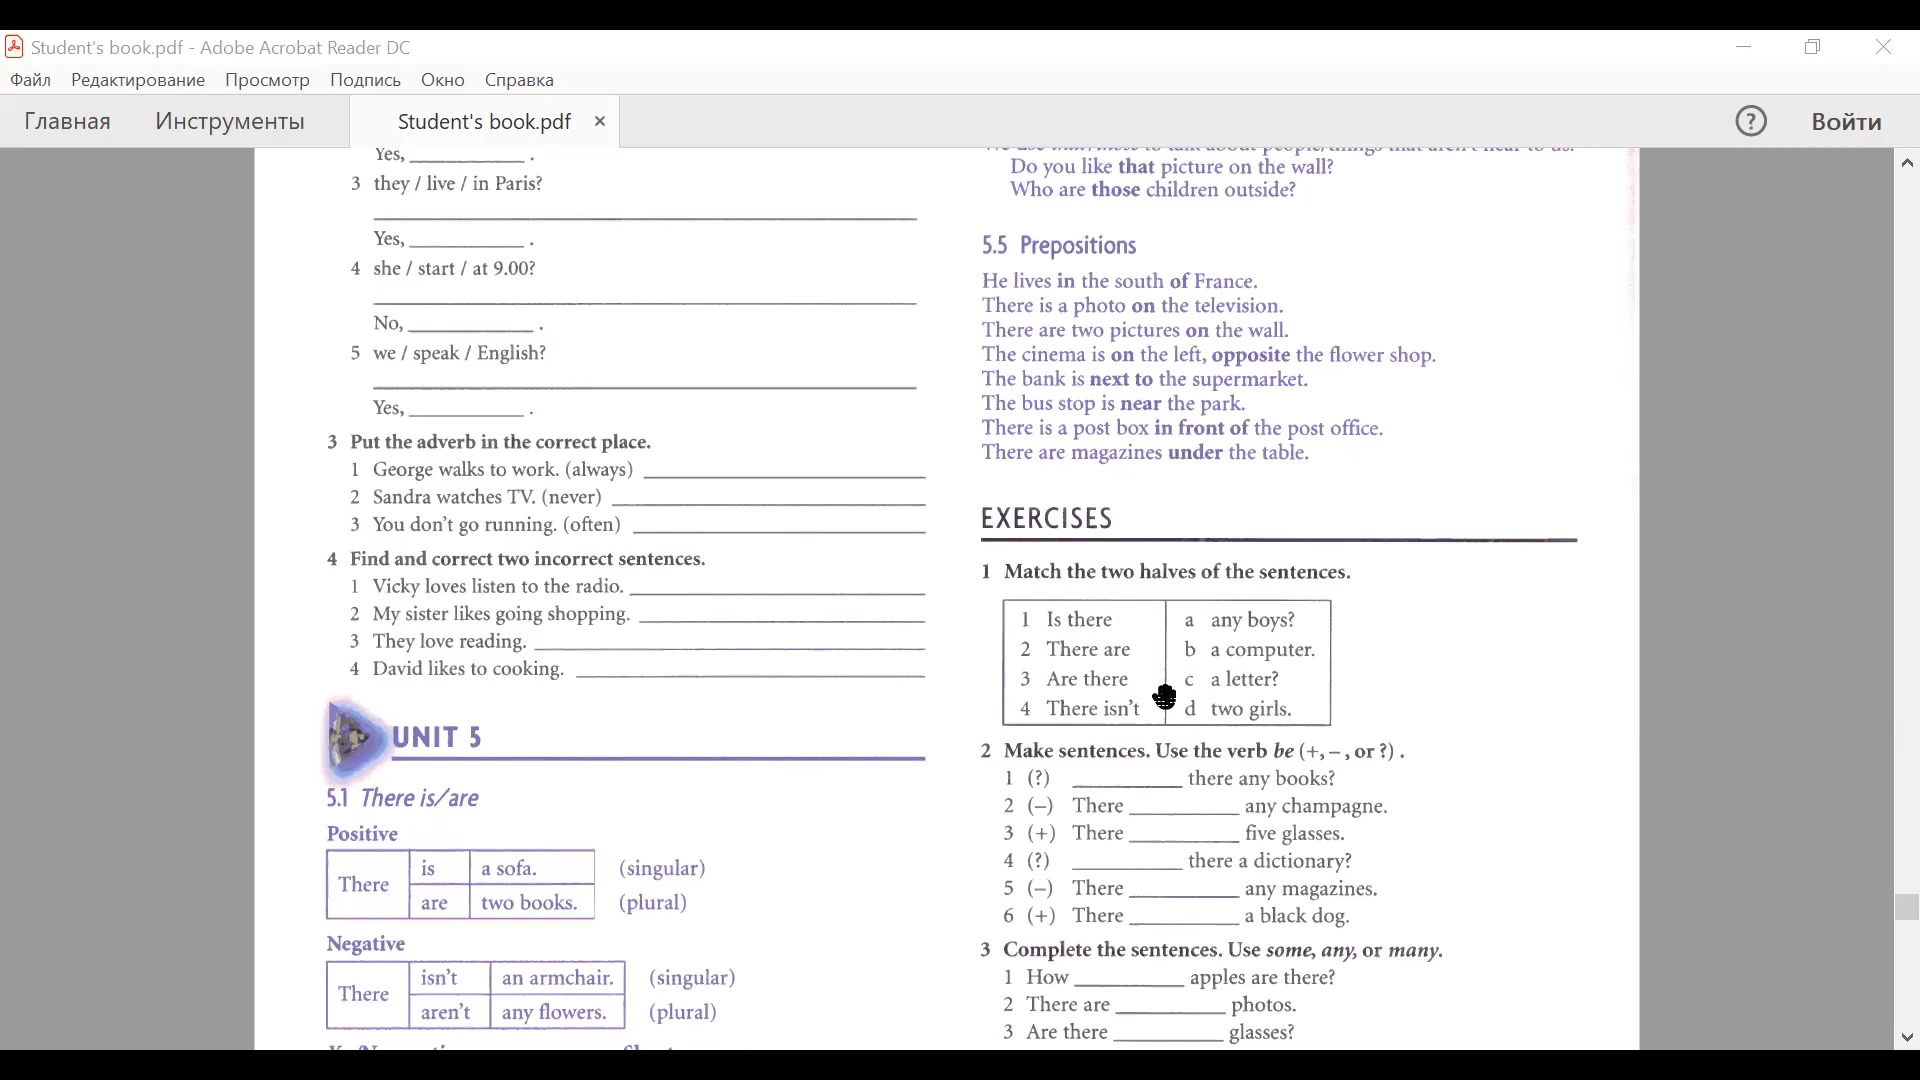 Student's book.pdf - Adobe Acrobat Reader DC
Файл Редактирование Просмотр Подпись Окно Справка
Главная Инструменты Student's book.pdf × ? Войти
Yes, ____________ .
3 they / live / in Paris?
Yes, ____________ .
4 she / start / at 9.00?
No, ____________ .
5 we / speak / English?
Yes, ____________ .
3 Put the adverb in the correct place.
1 George walks to work. (always)
2 Sandra watches TV. (never)
3 You don't go running. (often)
4 Find and correct two incorrect sentences.
1 Vicky loves listen to the radio.
2 My sister likes going shopping.
3 They love reading.
4 David likes to cooking.
UNIT 5
5.1 There is/are
Positive
There is a sofa. (singular)
are two books. (plural)
Negative
There isn't an armchair. (singular)
aren't any flowers. (plural)
Do you like that picture on the wall?
Who are those children outside?
5.5 Prepositions
He lives in the south of France.
There is a photo on the television.
There are two pictures on the wall.
The cinema is on the left, opposite the flower shop.
The bank is next to the supermarket.
The bus stop is near the park.
There is a post box in front of the post office.
There are magazines under the table.
EXERCISES
1 Match the two halves of the sentences.
1 Is there a any boys?
2 There are b a computer.
3 Are there c a letter?
4 There isn't d two girls.
2 Make sentences. Use the verb be (+, –, or ?) .
1 (?) ____________ there any books?
2 (–) There ____________ any champagne.
3 (+) There ____________ five glasses.
4 (?) ____________ there a dictionary?
5 (–) There ____________ any magazines.
6 (+) There ____________ a black dog.
3 Complete the sentences. Use some, any, or many.
1 How ____________ apples are there?
2 There are ____________ photos.
3 Are there ____________ glasses?